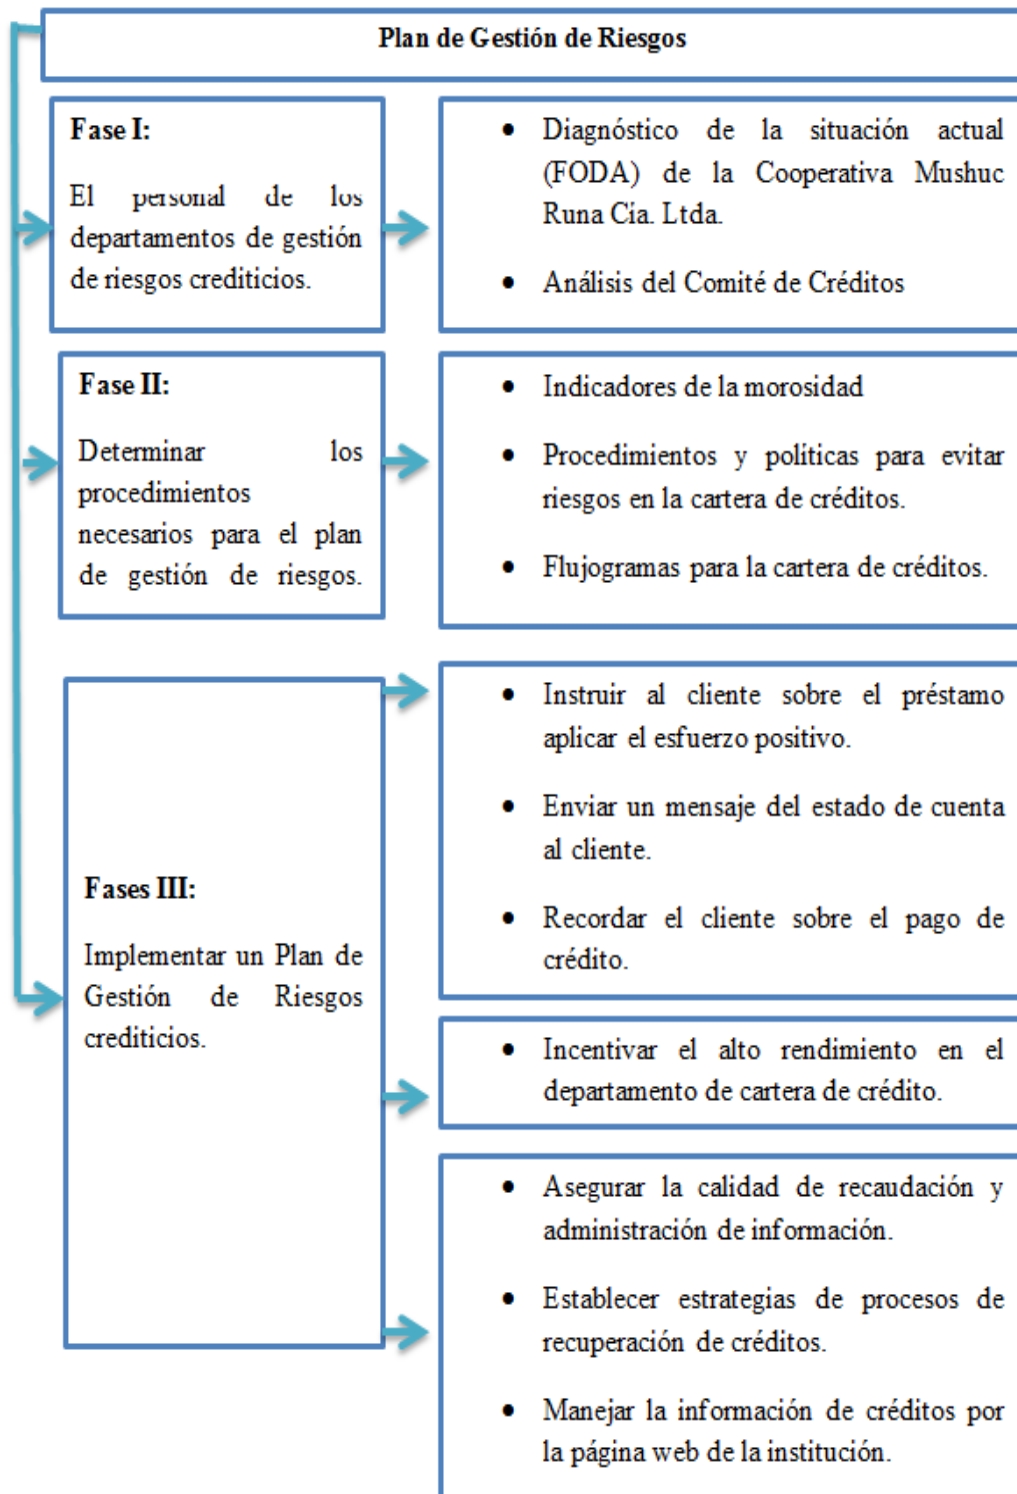 Plan de Gestión de Riesgos
Fase I:
El personal de los
departamentos de gestión
de riesgos crediticios.
• Diagnóstico de la situación actual
(FODA) de la Cooperativa Mushuc
Runa Cía. Ltda.
• Análisis del Comité de Créditos
Fase II:
Determinar los
procedimientos
necesarios para el plan
de gestión de riesgos.
• Indicadores de la morosidad
• Procedimientos y políticas para evitar
riesgos en la cartera de créditos.
• Flujogramas para la cartera de créditos.
Fases III:
Implementar un Plan de
Gestión de Riesgos
crediticios.
• Instruir al cliente sobre el préstamo
aplicar el esfuerzo positivo.
• Enviar un mensaje del estado de cuenta
al cliente.
• Recordar el cliente sobre el pago de
crédito.
• Incentivar el alto rendimiento en el
departamento de cartera de crédito.
• Asegurar la calidad de recaudación y
administración de información.
• Establecer estrategias de procesos de
recuperación de créditos.
• Manejar la información de créditos por
la página web de la institución.